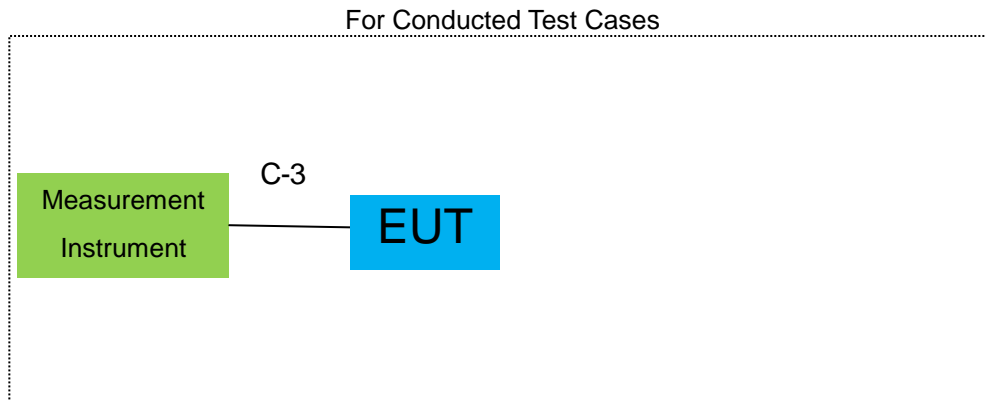 For Conducted Test Cases
C-3
Measurement
Instrument
EUT